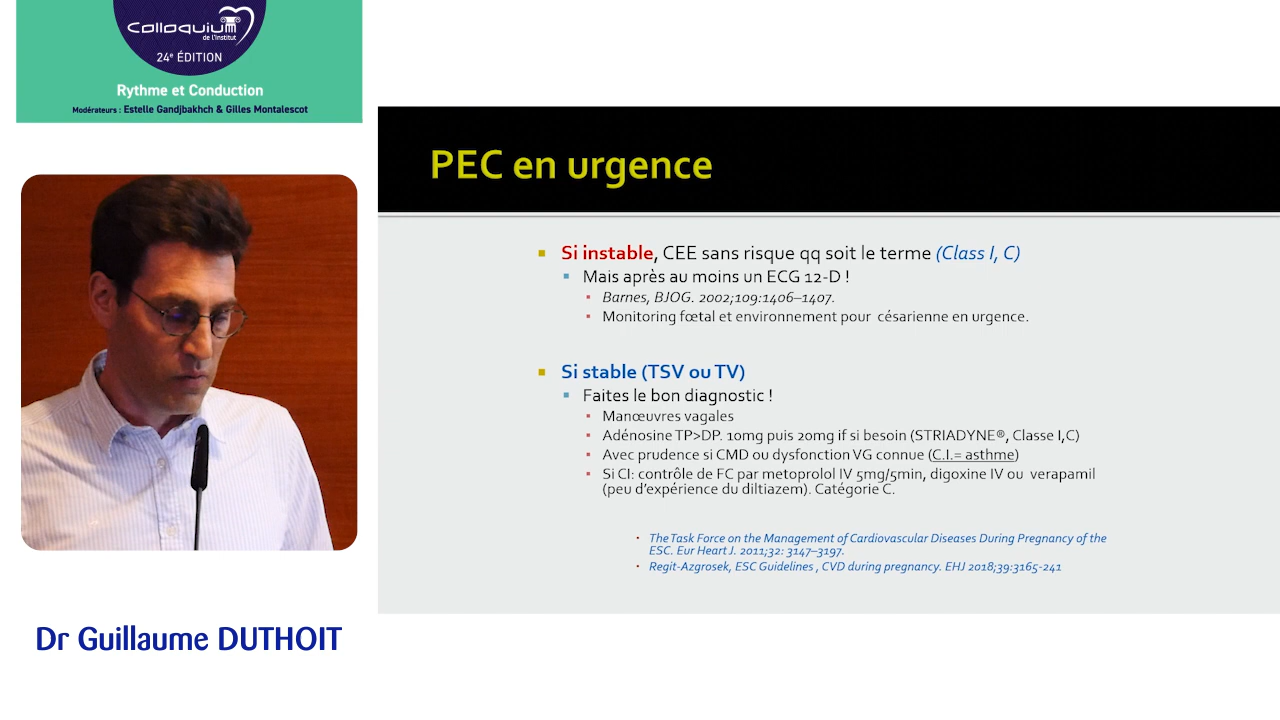 Colloquium
de l'Institut
24e ÉDITION
Rythme et Conduction
Modérateurs : Estelle Gandjbakhch & Gilles Montalescot
PEC en urgence
Si instable, CEE sans risque qq soit le terme (Class I, C)
Mais après au moins un ECG 12-D !
Barnes, BJOG. 2002;109:1406–1407.
Monitoring fœtal et environnement pour césarienne en urgence.
Si stable (TSV ou TV)
Faites le bon diagnostic !
Manœuvres vagales
Adénosine TP>DP. 10mg puis 20mg if si besoin (STRIADYNE®, Classe I,C)
Avec prudence si CMD ou dysfonction VG connue (C.I.= asthme)
Si CI: contrôle de FC par metoprolol IV 5mg/5min, digoxine IV ou verapamil
(peu d'expérience du diltiazem). Catégorie C.
The Task Force on the Management of Cardiovascular Diseases During Pregnancy of the
ESC. Eur Heart J. 2011;32: 3147–3197.
Regit-Azgrosek, ESC Guidelines , CVD during pregnancy. EHJ 2018;39:3165-241
Dr Guillaume DUTHOIT